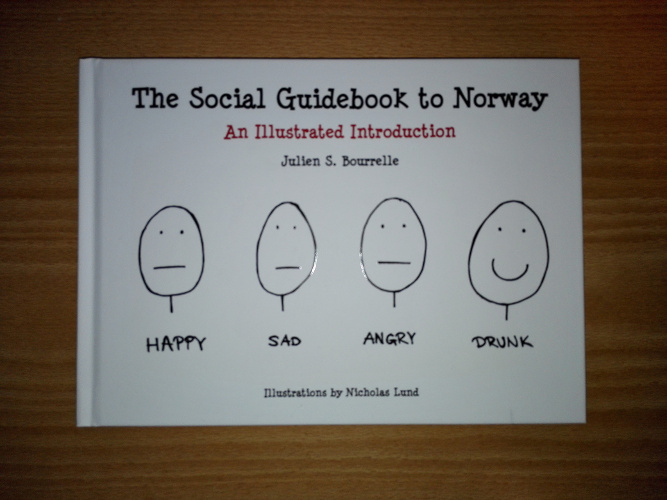 The Social Guidebook to Norway
An Illustrated Introduction
Julien S. Bourrelle
HAPPY SAD ANGRY DRUNK
Illustrations by Nicholas Lund